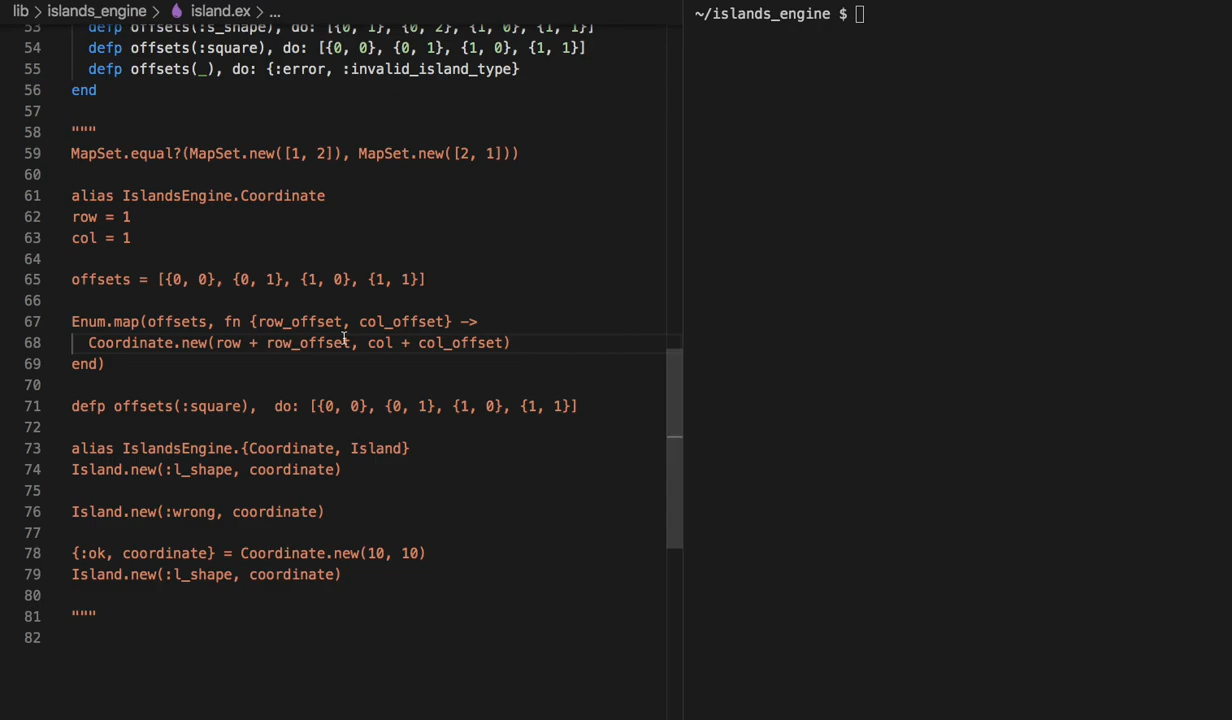 lib > islands_engine > island.ex > ...
~/islands_engine $
53 defp offsets(:s_shape), do: [{0, 1}, {0, 2}, {1, 0}, {1, 1}]
54 defp offsets(:square), do: [{0, 0}, {0, 1}, {1, 0}, {1, 1}]
55 defp offsets(_), do: {:error, :invalid_island_type}
56 end
57
58 """
59 MapSet.equal?(MapSet.new([1, 2]), MapSet.new([2, 1]))
60
61 alias IslandsEngine.Coordinate
62 row = 1
63 col = 1
64
65 offsets = [{0, 0}, {0, 1}, {1, 0}, {1, 1}]
66
67 Enum.map(offsets, fn {row_offset, col_offset} ->
68 Coordinate.new(row + row_offset, col + col_offset)
69 end)
70
71 defp offsets(:square),  do: [{0, 0}, {0, 1}, {1, 0}, {1, 1}]
72
73 alias IslandsEngine.{Coordinate, Island}
74 Island.new(:l_shape, coordinate)
75
76 Island.new(:wrong, coordinate)
77
78 {:ok, coordinate} = Coordinate.new(10, 10)
79 Island.new(:l_shape, coordinate)
80
81 """
82